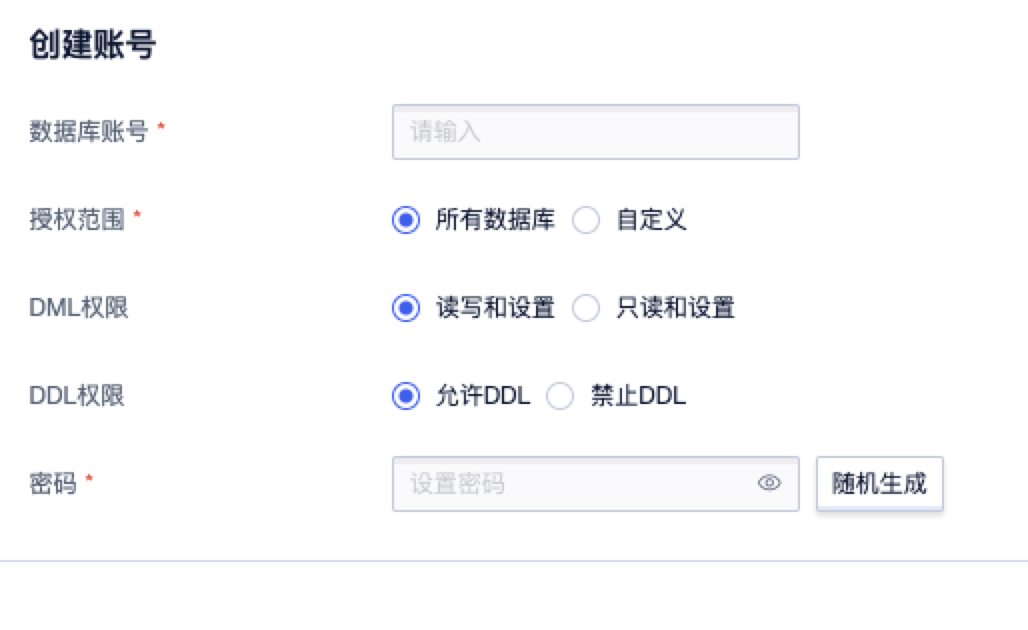 创建账号
数据库账号 * 请输入
授权范围 * 所有数据库 自定义
DML权限 读写和设置 只读和设置
DDL权限 允许DDL 禁止DDL
密码 * 设置密码 随机生成